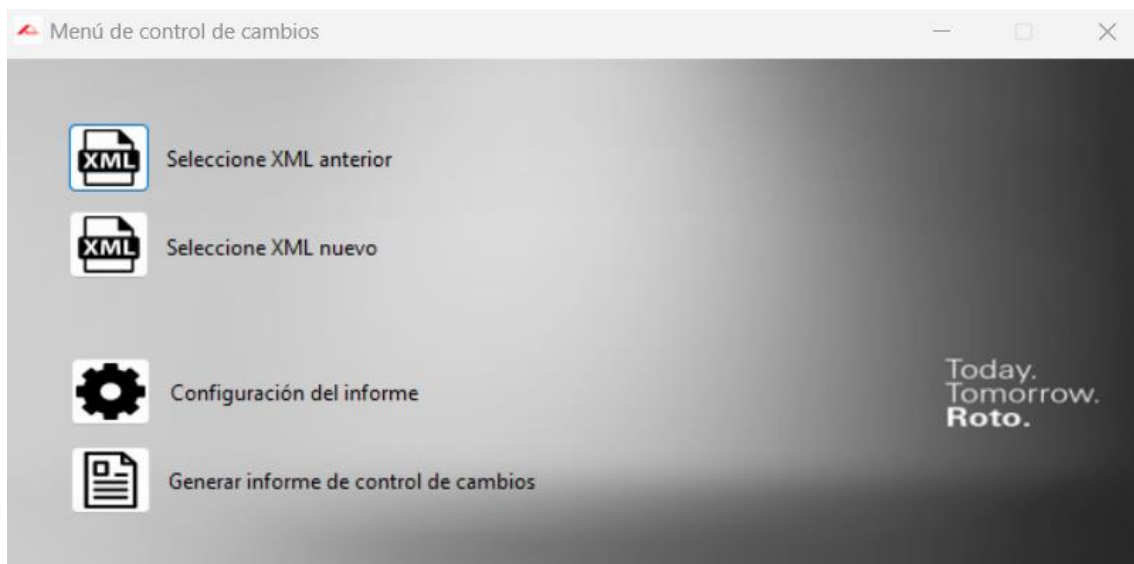 Menú de control de cambios
XML
Seleccione XML anterior
XML
Seleccione XML nuevo
Configuración del informe
Generar informe de control de cambios
Today.
Tomorrow.
Roto.